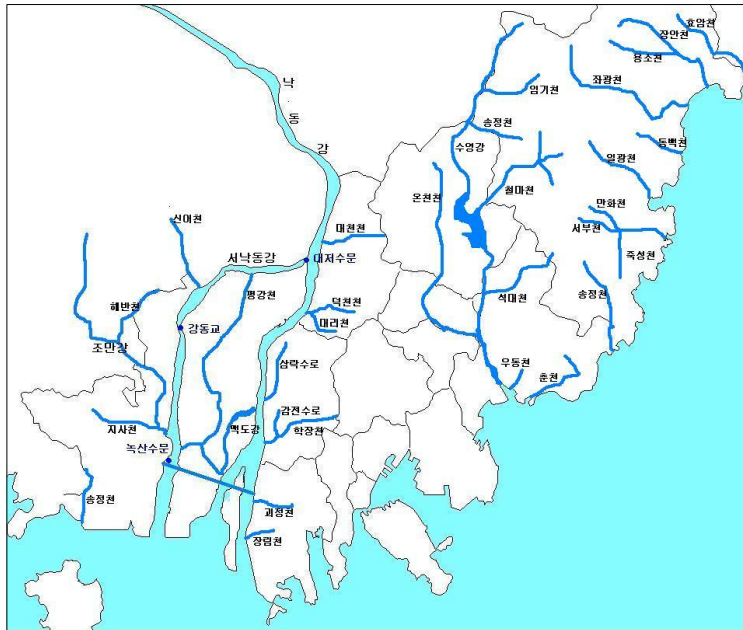 효암천
장안천
용소천
좌광천
임기천
송정천
수영강
동백천
일광천
철마천
온천천
만화천
서부천
죽성천
송정천
석대천
우동천
춘천
낙
동
강
신어천
대천천
서낙동강
대저수문
평강천
해반천
덕천천
대리천
강동교
조만강
삼락수로
감전수로
학장천
맥도강
지사천
녹산수문
송정천
괴정천
장림천